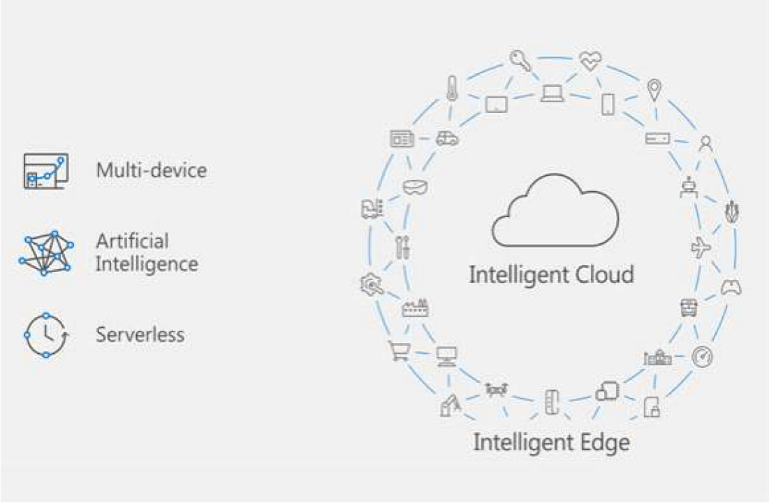 Multi-device
Artificial
Intelligence
Serverless
Intelligent Cloud
Intelligent Edge